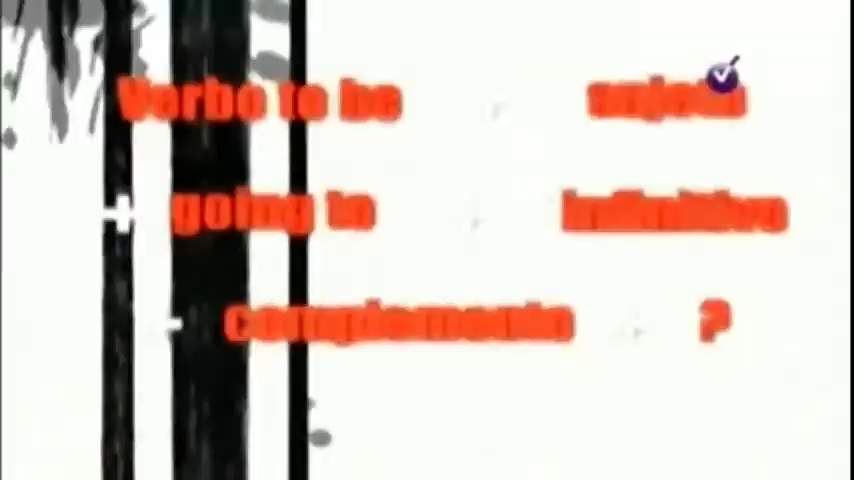 Verbo to be + sujeto
+ going to + infinitivo
+ complemento + ?